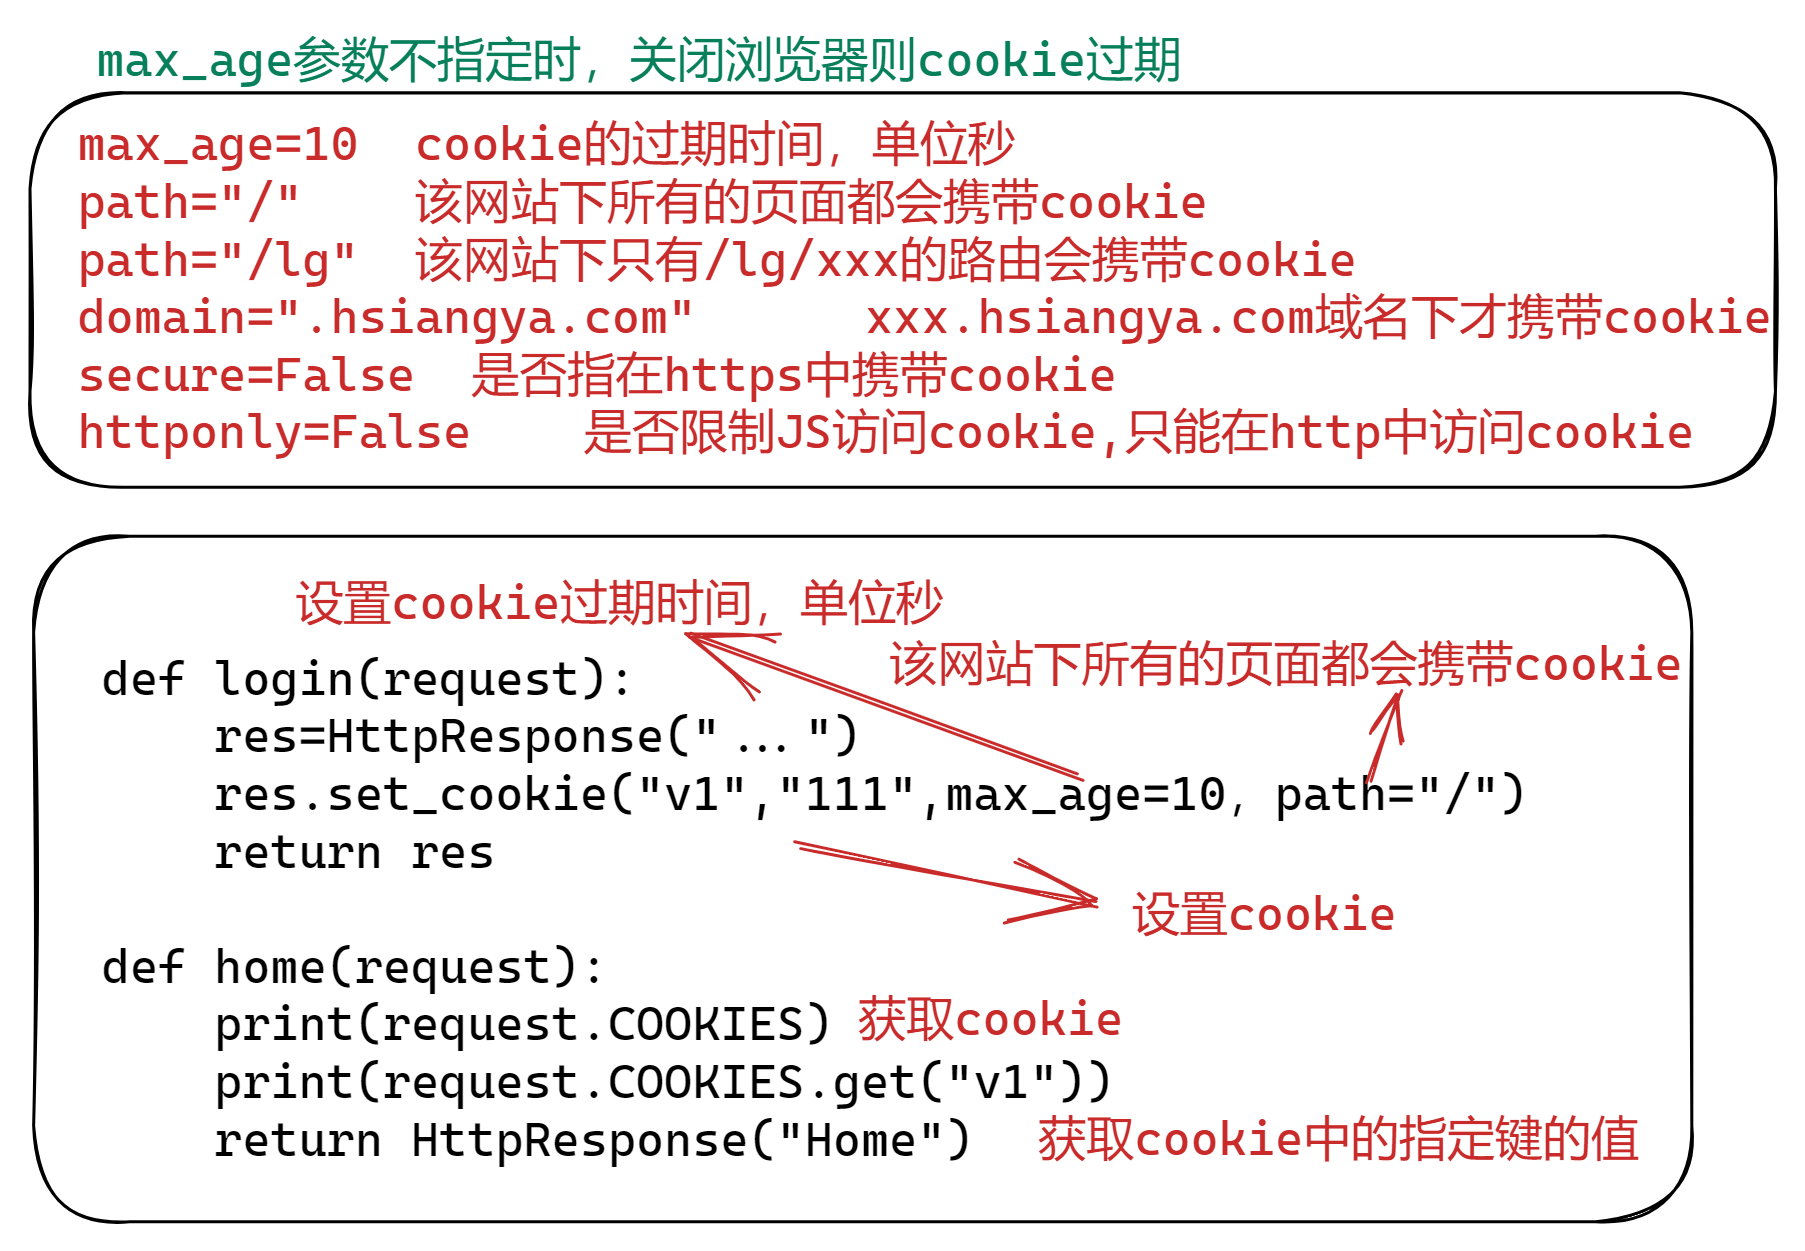 max_age参数不指定时，关闭浏览器则cookie过期
max_age=10  cookie的过期时间，单位秒
path="/"    该网站下所有的页面都会携带cookie
path="/lg"  该网站下只有/lg/xxx的路由会携带cookie
domain=".hsiangya.com"      xxx.hsiangya.com域名下才携带cookie
secure=False  是否指在https中携带cookie
httponly=False    是否限制JS访问cookie,只能在http中访问cookie
设置cookie过期时间，单位秒
该网站下所有的页面都会携带cookie
def login(request):
    res=HttpResponse("...")
    res.set_cookie("v1","111",max_age=10，path="/")
    return res
设置cookie
def home(request):
    print(request.COOKIES) 获取cookie
    print(request.COOKIES.get("v1"))
    return HttpResponse("Home")  获取cookie中的指定键的值